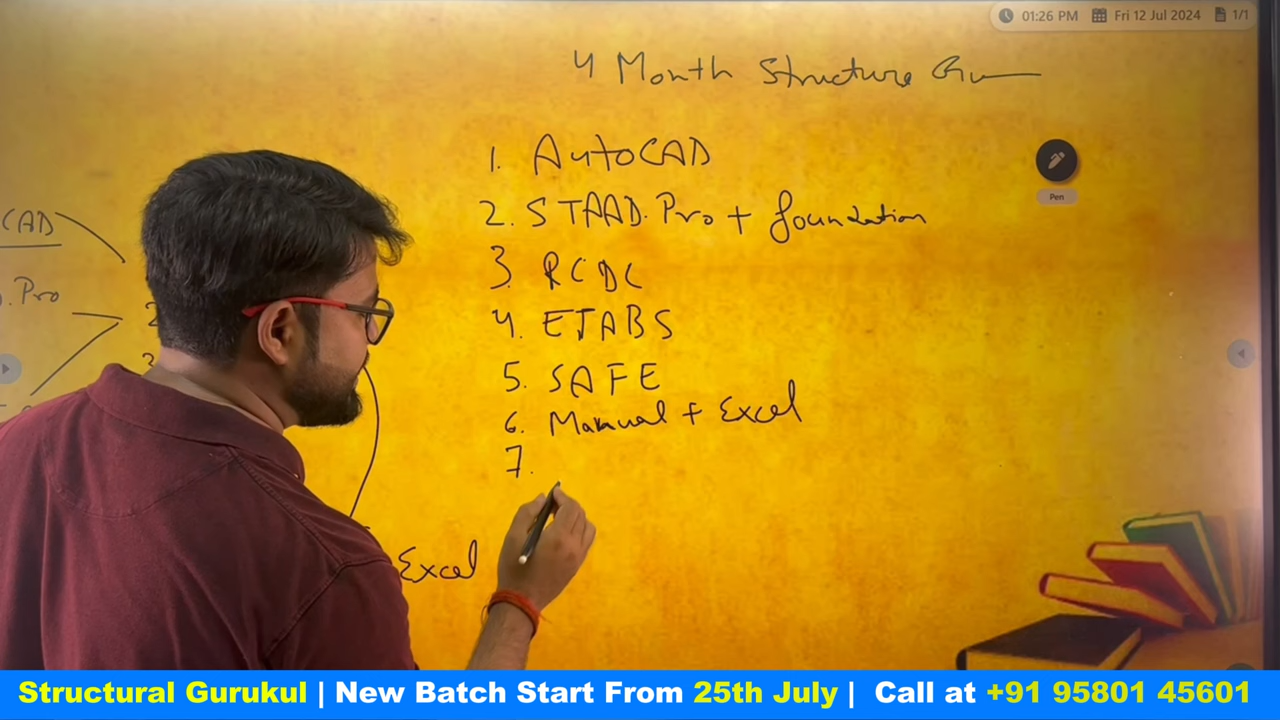 01:26 PM Fri 12 Jul 2024 1/1
4 Month Structure
1. AutoCAD
2. STAAD. Pro + foundation
3. RCDC
4. ETABS
5. SAFE
6. Manual + Excel
7.
Pen
CAD
. Pro
2
3
Excel
Structural Gurukul | New Batch Start From 25th July | Call at +91 95801 45601